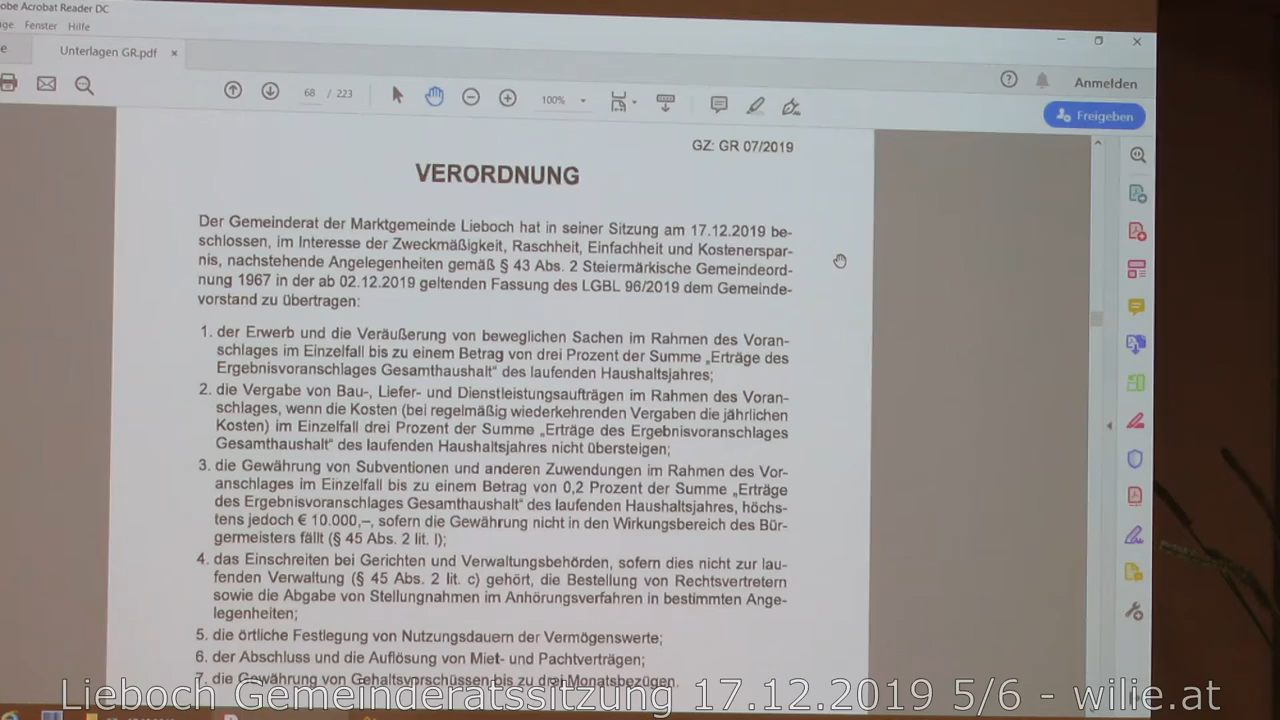 obe Acrobat Reader DC
ige Fenster Hilfe
e Unterlagen GR.pdf ×
68 / 223 100% Anmelden
Freigeben
GZ: GR 07/2019
VERORDNUNG
Der Gemeinderat der Marktgemeinde Lieboch hat in seiner Sitzung am 17.12.2019 be-
schlossen, im Interesse der Zweckmäßigkeit, Raschheit, Einfachheit und Kostenerspar-
nis, nachstehende Angelegenheiten gemäß § 43 Abs. 2 Steiermärkische Gemeindeord-
nung 1967 in der ab 02.12.2019 geltenden Fassung des LGBL 96/2019 dem Gemeinde-
vorstand zu übertragen:
1. der Erwerb und die Veräußerung von beweglichen Sachen im Rahmen des Voran-
schlages im Einzelfall bis zu einem Betrag von drei Prozent der Summe „Erträge des
Ergebnisvoranschlages Gesamthaushalt“ des laufenden Haushaltsjahres;
2. die Vergabe von Bau-, Liefer- und Dienstleistungsaufträgen im Rahmen des Voran-
schlages, wenn die Kosten (bei regelmäßig wiederkehrenden Vergaben die jährlichen
Kosten) im Einzelfall drei Prozent der Summe „Erträge des Ergebnisvoranschlages
Gesamthaushalt“ des laufenden Haushaltsjahres nicht übersteigen;
3. die Gewährung von Subventionen und anderen Zuwendungen im Rahmen des Vor-
anschlages im Einzelfall bis zu einem Betrag von 0,2 Prozent der Summe „Erträge
des Ergebnisvoranschlages Gesamthaushalt“ des laufenden Haushaltsjahres, höchs-
tens jedoch € 10.000,–, sofern die Gewährung nicht in den Wirkungsbereich des Bür-
germeisters fällt (§ 45 Abs. 2 lit. l);
4. das Einschreiten bei Gerichten und Verwaltungsbehörden, sofern dies nicht zur lau-
fenden Verwaltung (§ 45 Abs. 2 lit. c) gehört, die Bestellung von Rechtsvertretern
sowie die Abgabe von Stellungnahmen im Anhörungsverfahren in bestimmten Ange-
legenheiten;
5. die örtliche Festlegung von Nutzungsdauern der Vermögenswerte;
6. der Abschluss und die Auflösung von Miet- und Pachtverträgen;
7. die Gewährung von Gehaltsvorschüssen bis zu drei Monatsbezügen.
Lieboch Gemeinderatssitzung 17.12.2019 5/6 - wilie.at